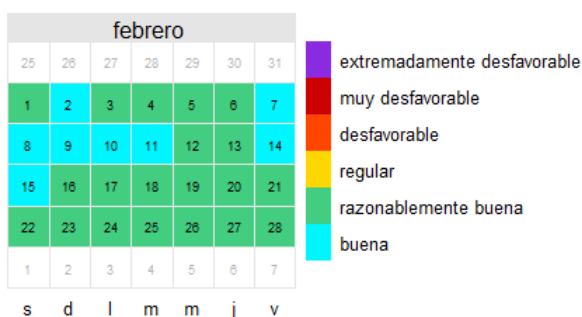 febrero
25 26 27 28 29 30 31
1 2 3 4 5 6 7
8 9 10 11 12 13 14
15 16 17 18 19 20 21
22 23 24 25 26 27 28
1 2 3 4 5 6 7
s d l m m j v
extremadamente desfavorable
muy desfavorable
desfavorable
regular
razonablemente buena
buena